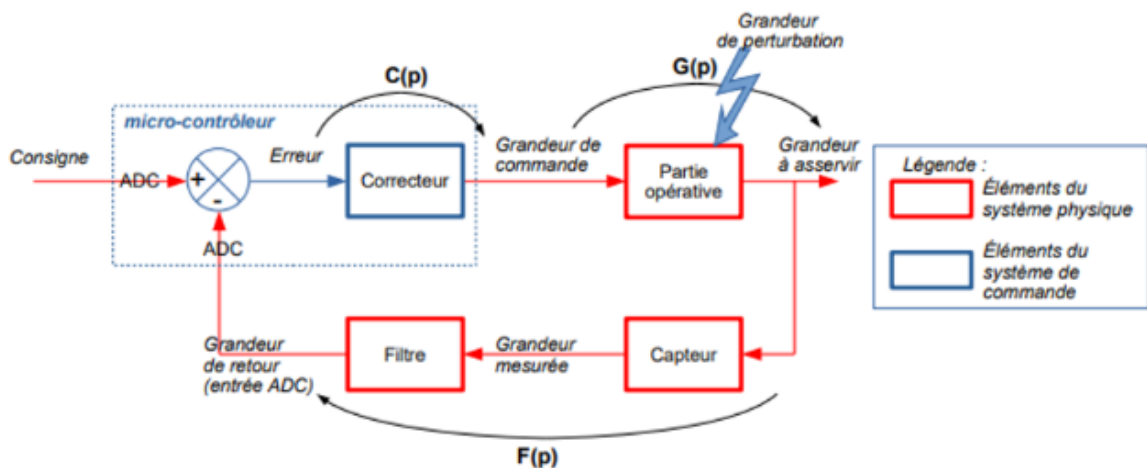 Grandeur
de perturbation
C(p)
G(p)
micro-contrôleur
Consigne
ADC
+
-
Erreur
Correcteur
Grandeur de
commande
Partie
opérative
Grandeur
à asservir
Légende :
Éléments du
système physique
Éléments du
système de
commande
ADC
Grandeur
de retour
(entrée ADC)
Filtre
Grandeur
mesurée
Capteur
F(p)